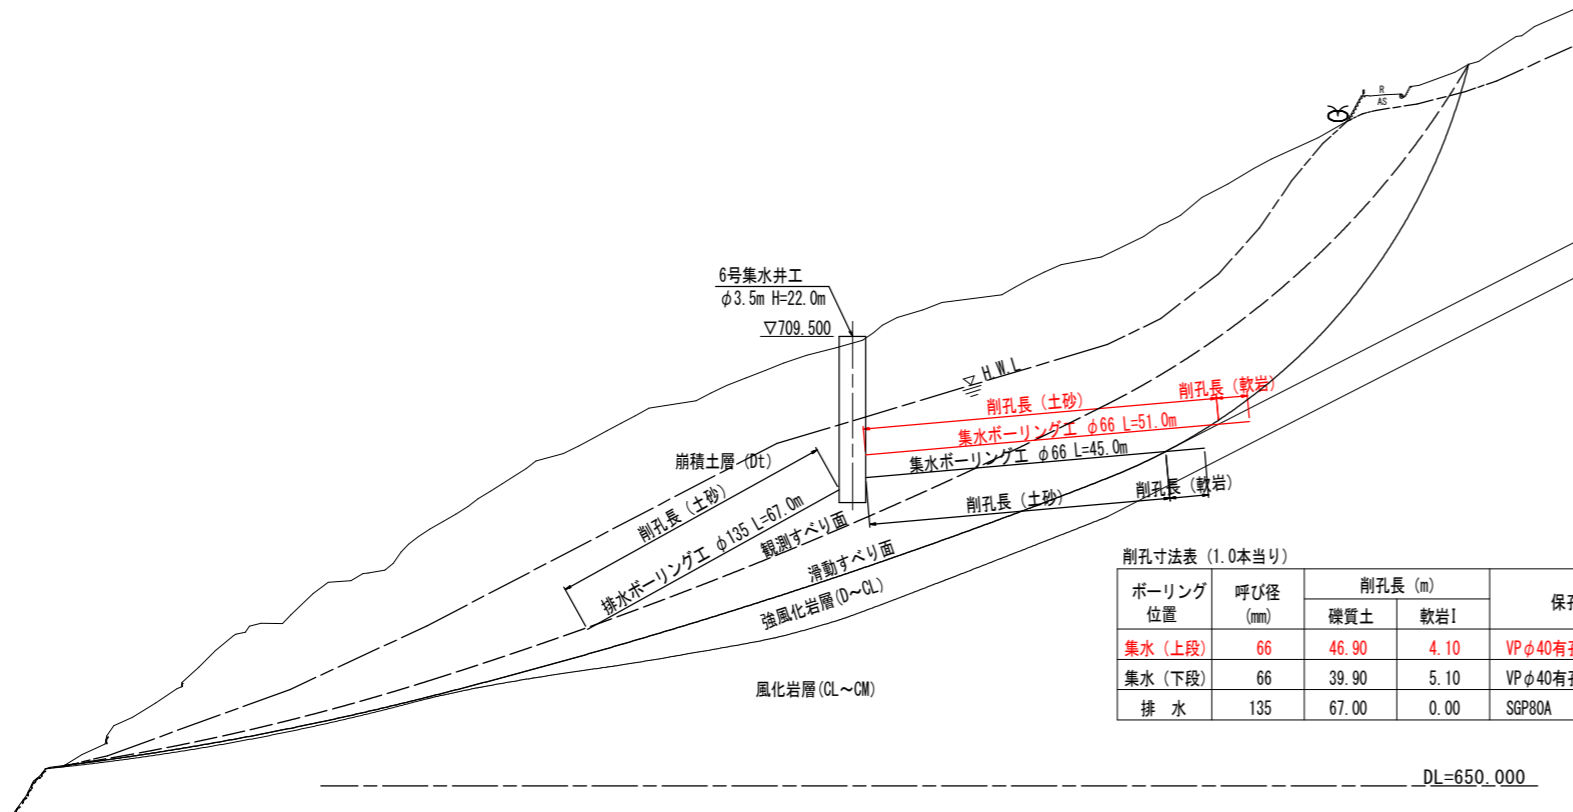 R
AS
6号集水井工
φ3.5m H=22.0m
▽709.500
H.W.L
削孔長（軟岩）
削孔長（土砂）
集水ボーリング工 φ66 L=51.0m
集水ボーリング工 φ66 L=45.0m
崩積土層（Dt）
削孔長（土砂）
排水ボーリング工 φ135 L=67.0m
削孔長（軟岩）
削孔長（土砂）
観測すべり面
滑動すべり面
強風化岩層(D～CL)
風化岩層(CL～CM)
削孔寸法表（1.0本当り）
ボーリング位置 呼び径(mm) 削孔長（m） 保孔
礫質土 軟岩I
集水（上段） 66 46.90 4.10 VPφ40有孔
集水（下段） 66 39.90 5.10 VPφ40有孔
排 水 135 67.00 0.00 SGP80A
DL=650.000